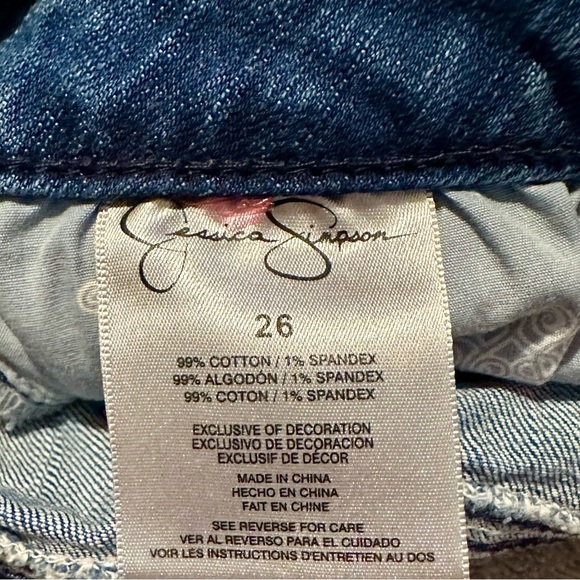 Jessica Simpson
26
99% COTTON / 1% SPANDEX
99% ALGODÓN / 1% SPANDEX
99% COTON / 1% SPANDEX
EXCLUSIVE OF DECORATION
EXCLUSIVO DE DECORACION
EXCLUSIF DE DÉCOR
MADE IN CHINA
HECHO EN CHINA
FAIT EN CHINE
SEE REVERSE FOR CARE
VER AL REVERSO PARA EL CUIDADO
VOIR LES INSTRUCTIONS D'ENTRETIEN AU DOS